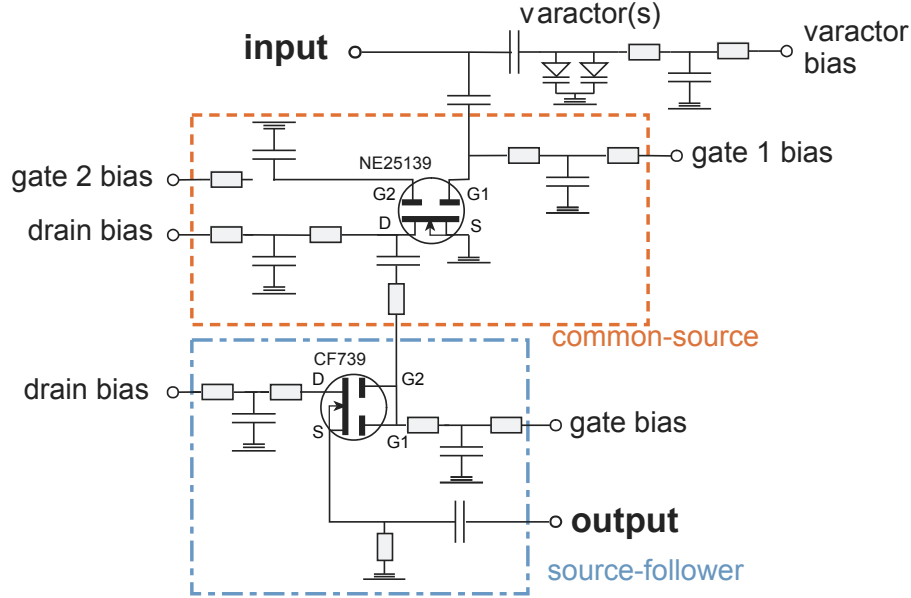 varactor(s)
input
varactor
bias
NE25139
gate 2 bias
G2
G1
gate 1 bias
drain bias
D
S
common-source
CF739
drain bias
D
G2
S
G1
gate bias
output
source-follower